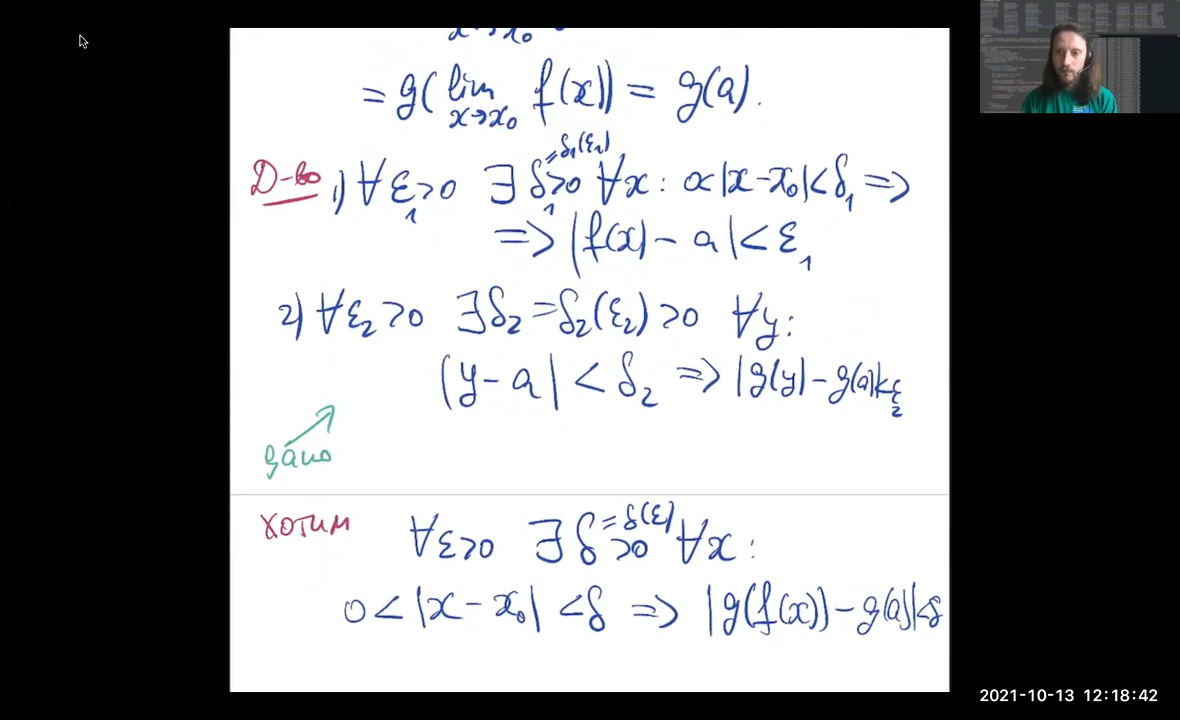 x→x₀
= g(lim f(x)) = g(a).
x→x₀
Д-во 1) ∀ε₁>0 ∃ δ₁>0 =δ₁(ε₁) ∀x: 0<|x-x₀|<δ₁ =>
=> |f(x) - a| < ε₁
2) ∀ε₂>0 ∃δ₂=δ₂(ε₂)>0 ∀y:
|y-a| < δ₂ => |g(y)-g(a)|<ε₂
дано
хотим ∀ε>0 ∃ δ=δ(ε)>0 ∀x:
0<|x-x₀|<δ => |g(f(x))-g(a)|<ε
2021-10-13 12:18:42